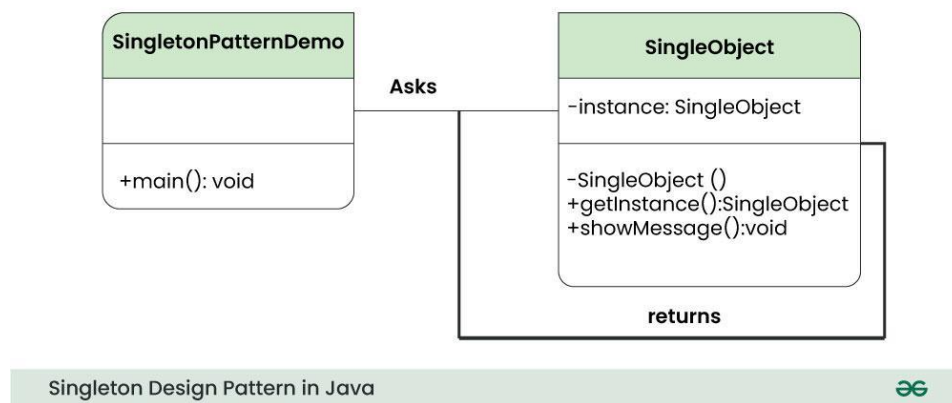 SingletonPatternDemo
+main(): void
Asks
SingleObject
-instance: SingleObject
-SingleObject ()
+getInstance():SingleObject
+showMessage():void
returns
Singleton Design Pattern in Java